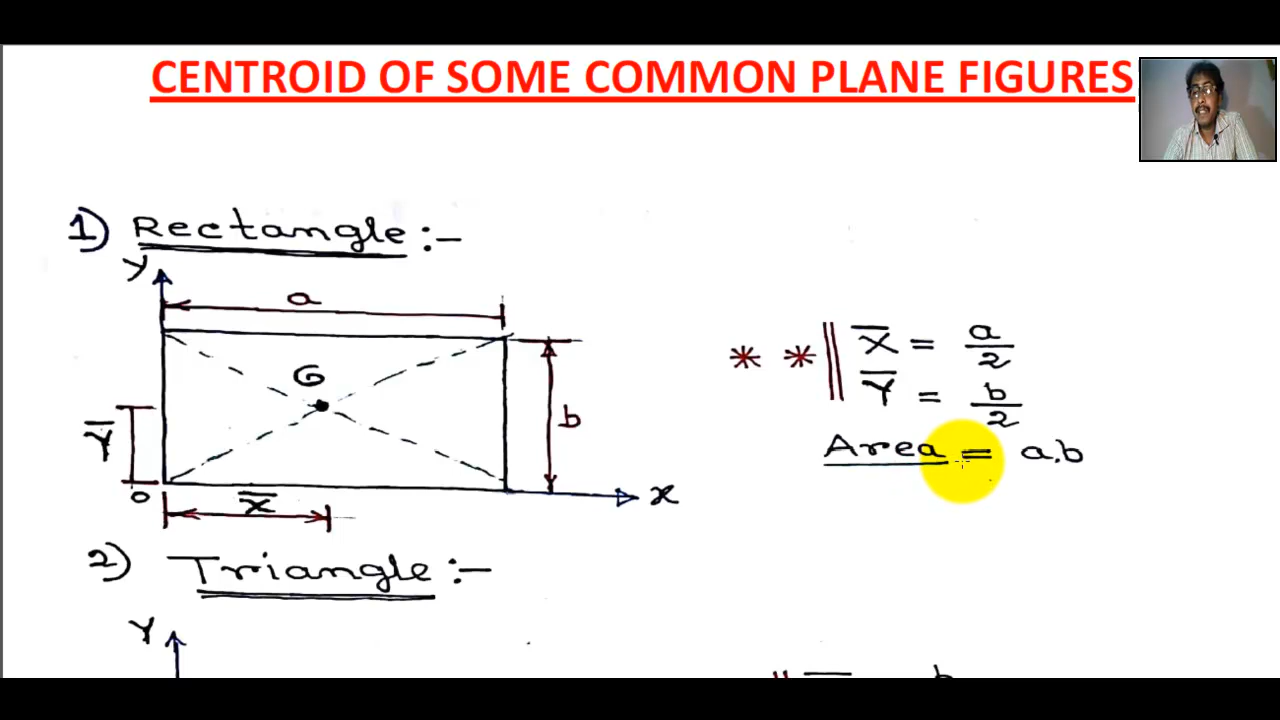 CENTROID OF SOME COMMON PLANE FIGURES
1) Rectangle :-
Y
a
G
b
Y̅
O
X̅
x
* * || X̅ = a/2
Y̅ = b/2
Area = a.b
2) Triangle :-
Y